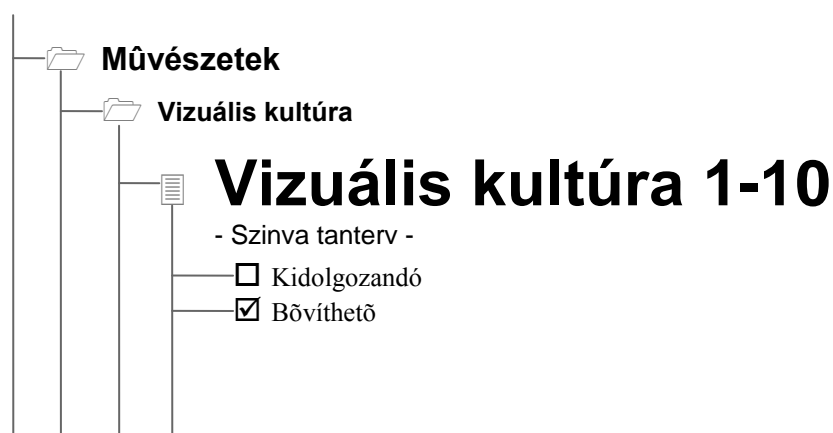 Mûvészetek
Vizuális kultúra
Vizuális kultúra 1-10
- Szinva tanterv -
Kidolgozandó
Bõvíthetõ